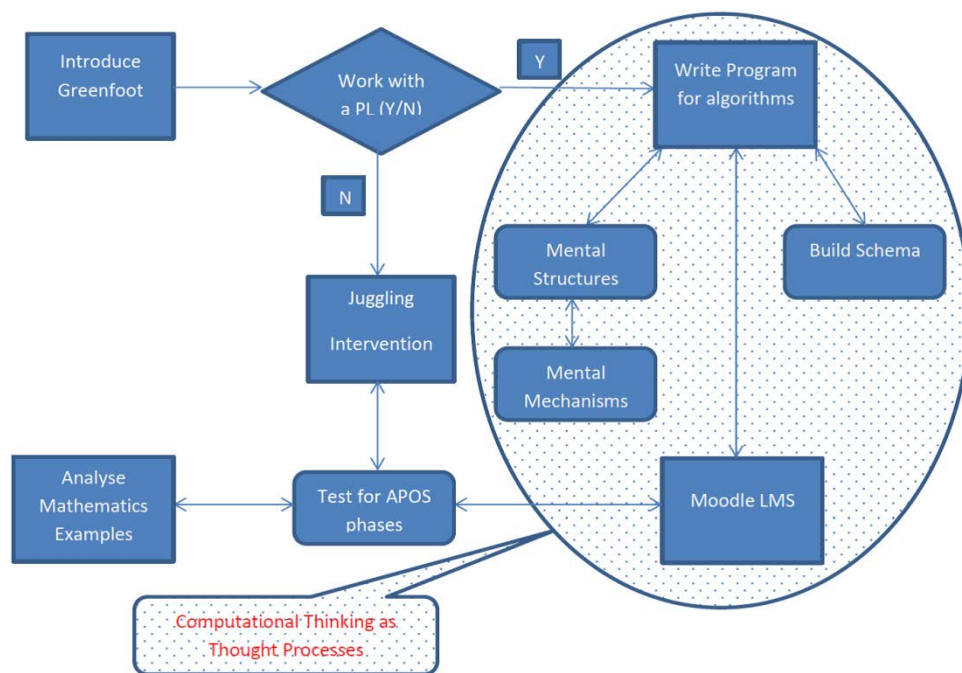 Introduce
Greenfoot
Work with
a PL (Y/N)
Y
Write Program
for algorithms
N
Mental
Structures
Build Schema
Juggling
Intervention
Mental
Mechanisms
Analyse
Mathematics
Examples
Test for APOS
phases
Moodle LMS
Computational Thinking as
Thought Processes